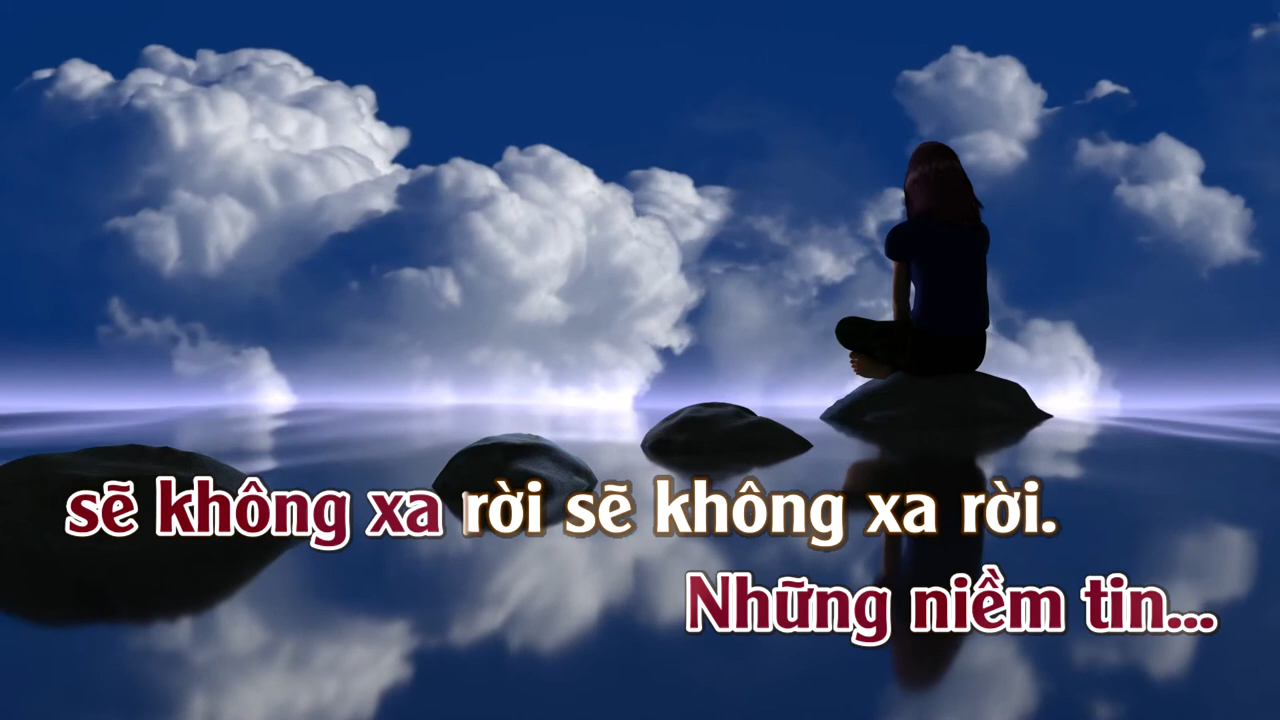 sẽ không xa rời sẽ không xa rời.
Những niềm tin...